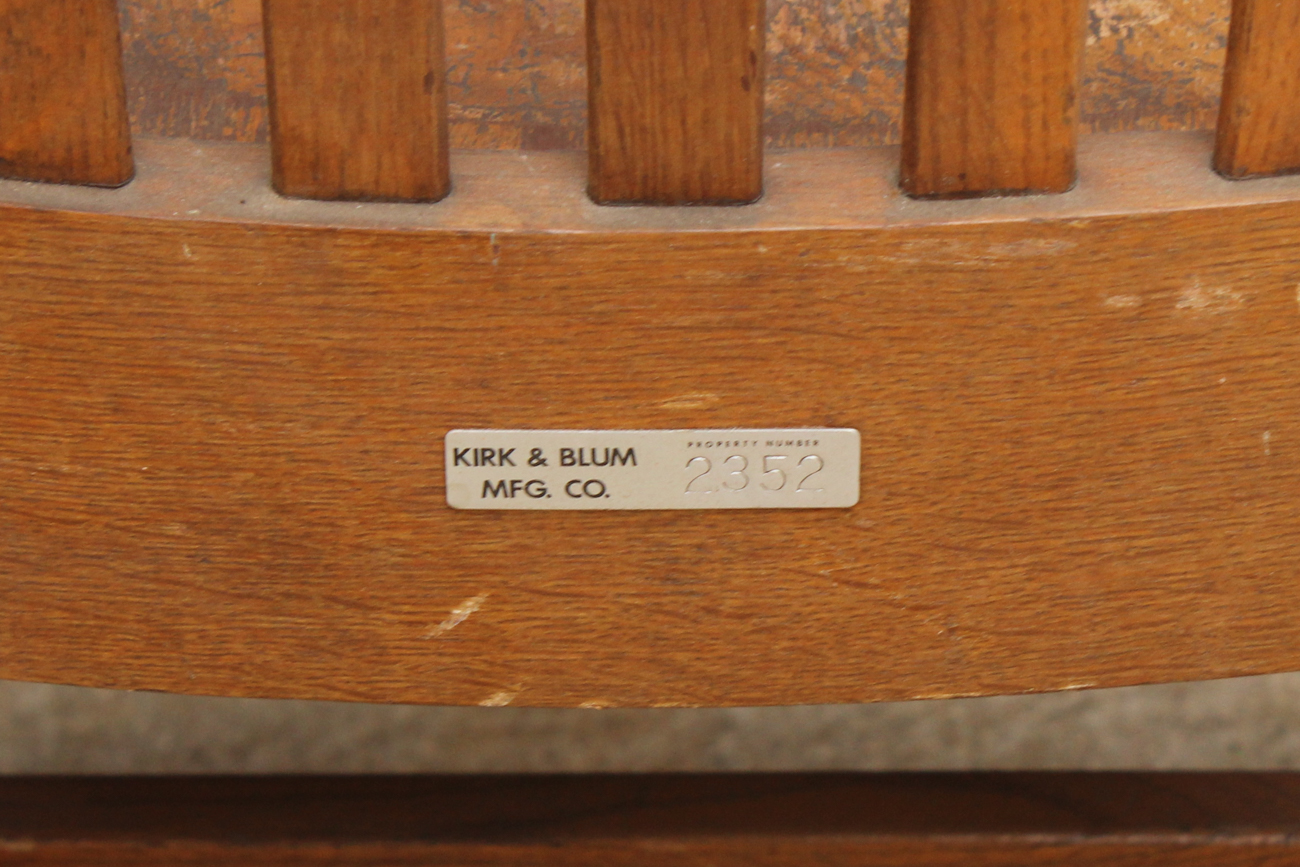 KIRK & BLUM
MFG. CO.
PROPERTY NUMBER
2352